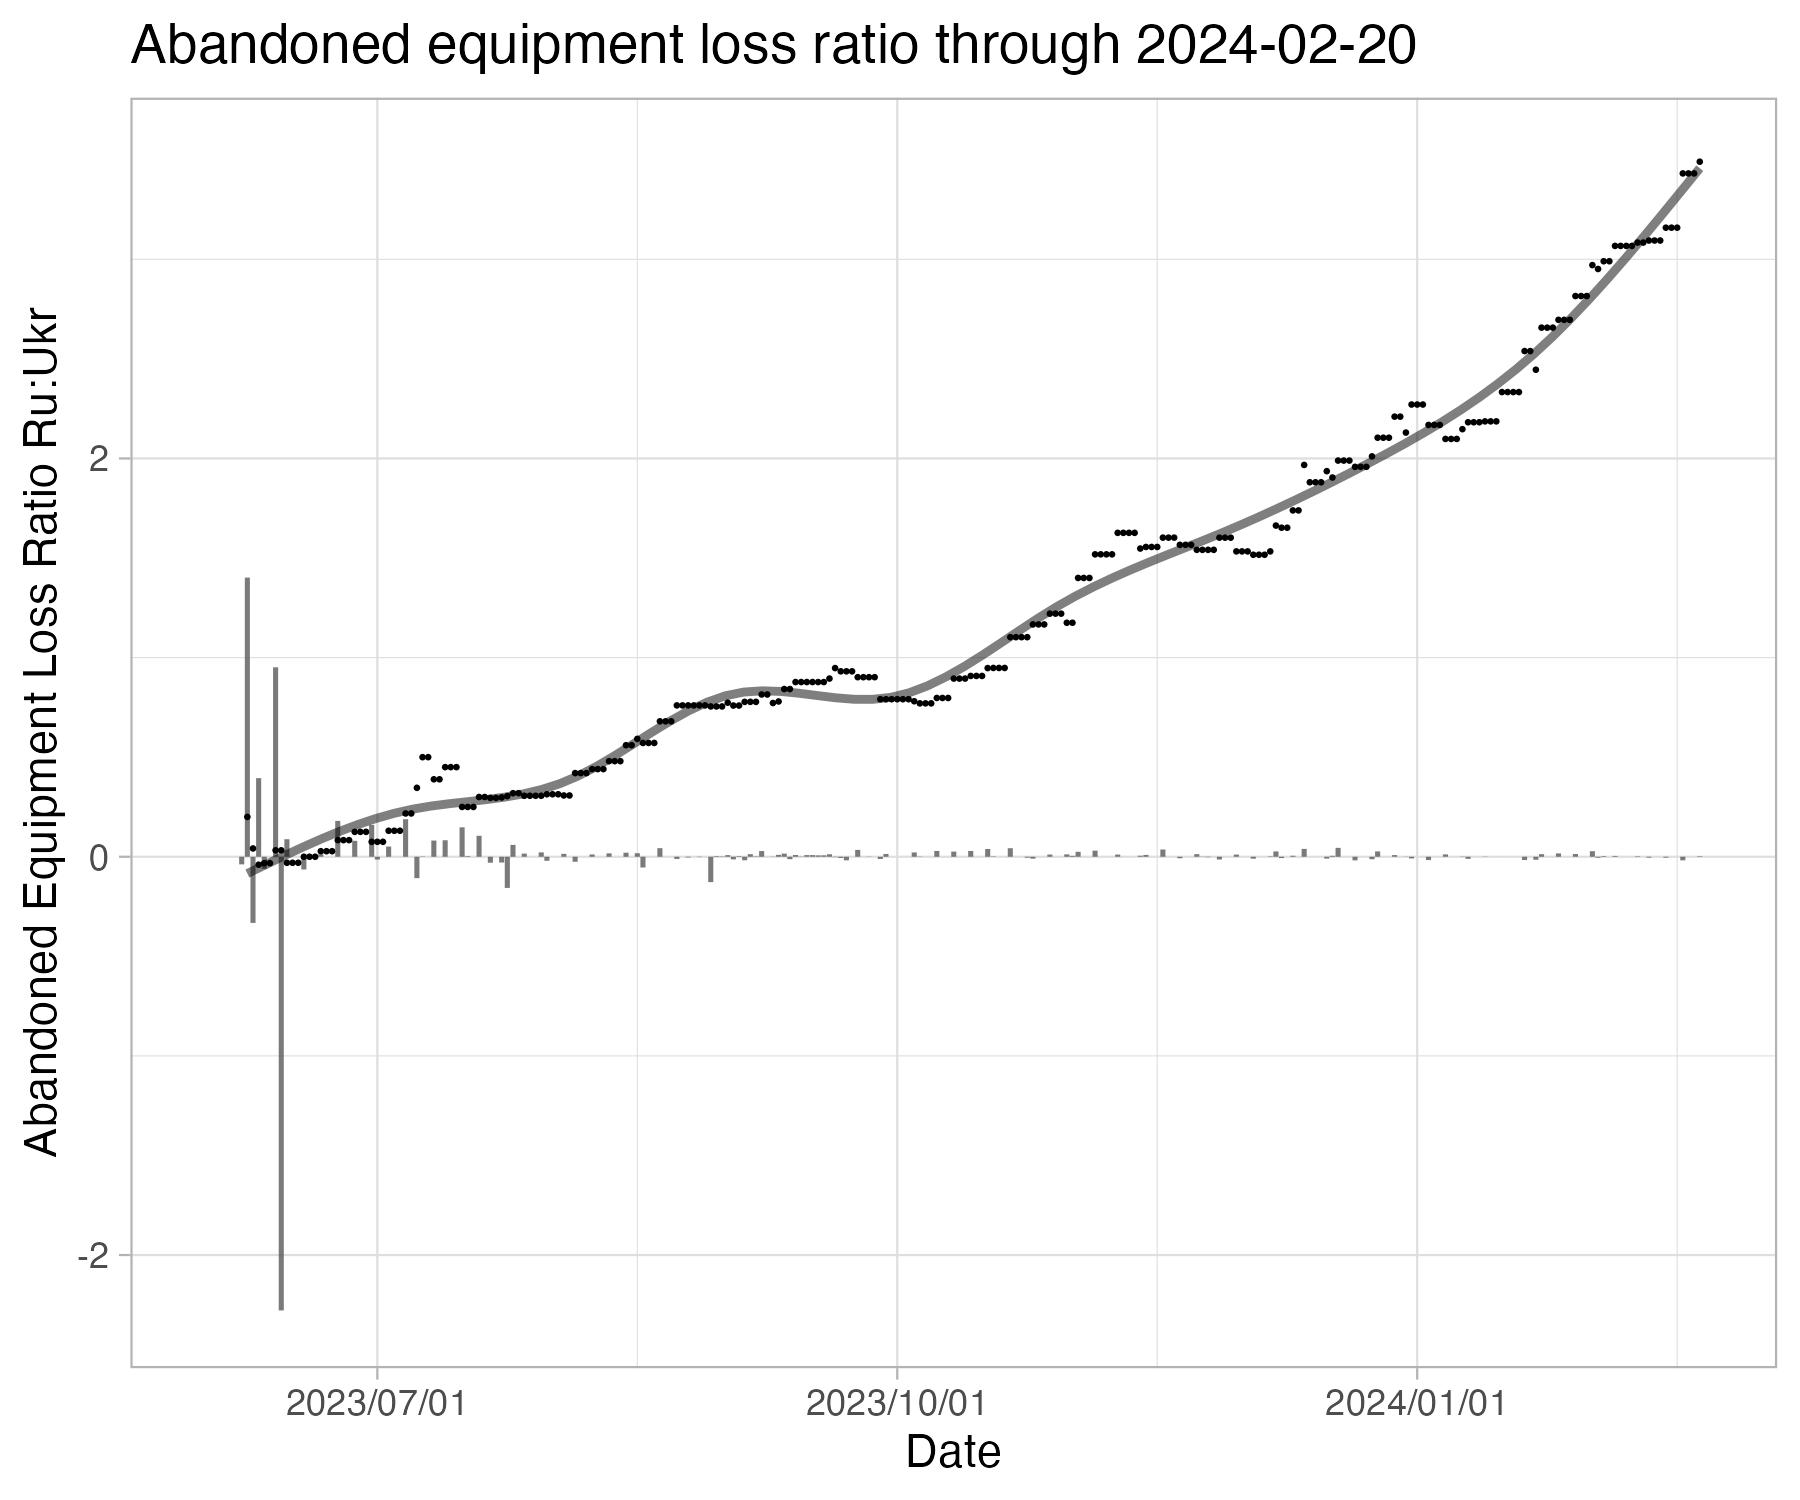 Abandoned equipment loss ratio through 2024-02-20
Abandoned Equipment Loss Ratio Ru:Ukr
2
0
-2
2023/07/01
2023/10/01
2024/01/01
Date